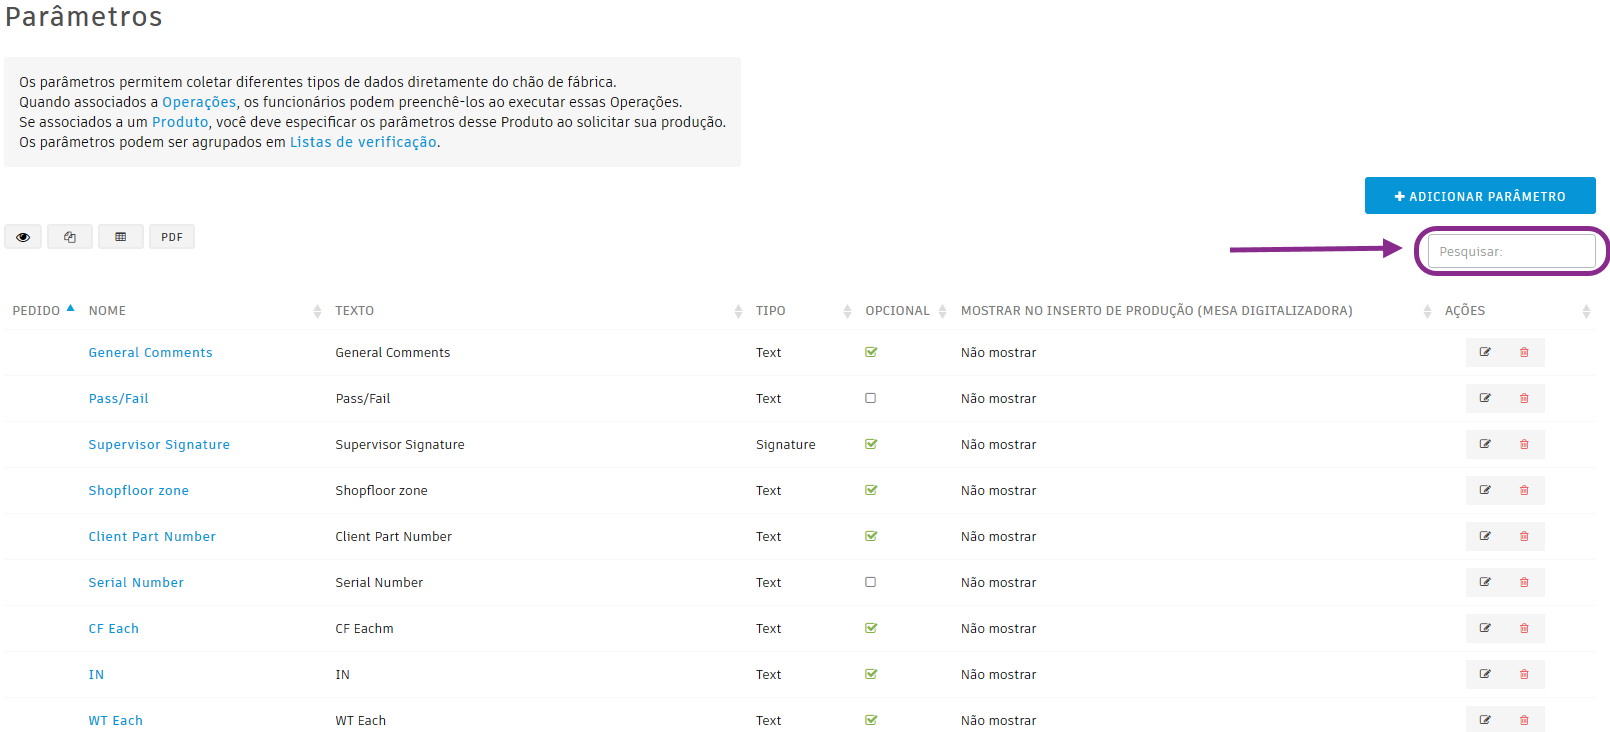 Parâmetros
Os parâmetros permitem coletar diferentes tipos de dados diretamente do chão de fábrica.
Quando associados a Operações, os funcionários podem preenchê-los ao executar essas Operações.
Se associados a um Produto, você deve especificar os parâmetros desse Produto ao solicitar sua produção.
Os parâmetros podem ser agrupados em Listas de verificação.
ADICIONAR PARÂMETRO
PDF
Pesquisar:
PEDIDO NOME TEXTO TIPO OPCIONAL MOSTRAR NO INSERTO DE PRODUÇÃO (MESA DIGITALIZADORA) AÇÕES
General Comments General Comments Text Não mostrar
Pass/Fail Pass/Fail Text Não mostrar
Supervisor Signature Supervisor Signature Signature Não mostrar
Shopfloor zone Shopfloor zone Text Não mostrar
Client Part Number Client Part Number Text Não mostrar
Serial Number Serial Number Text Não mostrar
CF Each CF Eachm Text Não mostrar
IN IN Text Não mostrar
WT Each WT Each Text Não mostrar